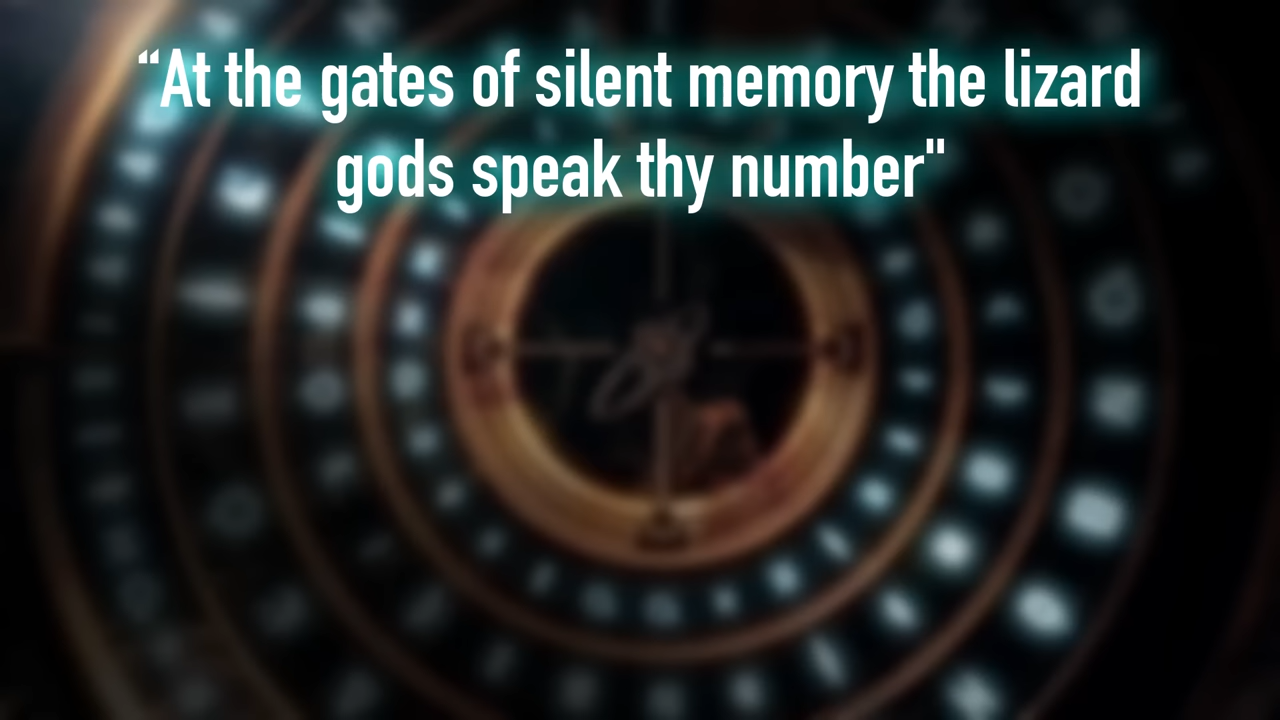 “At the gates of silent memory the lizard
gods speak thy number"